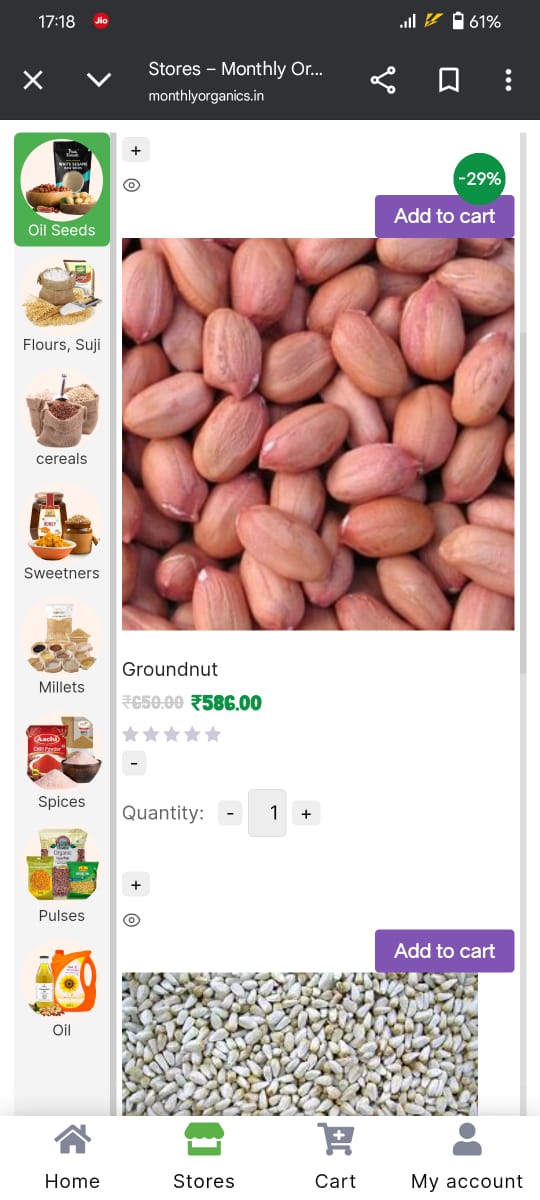 17:18
Jio
61%
Stores – Monthly Or...
monthlyorganics.in
Oil Seeds
Flours, Suji
cereals
Sweetners
Millets
Aachi
Spices
Pulses
Oil
+
-29%
Add to cart
Groundnut
₹650.00 ₹586.00
-
Quantity: - 1 +
+
Add to cart
Home
Stores
Cart
My account